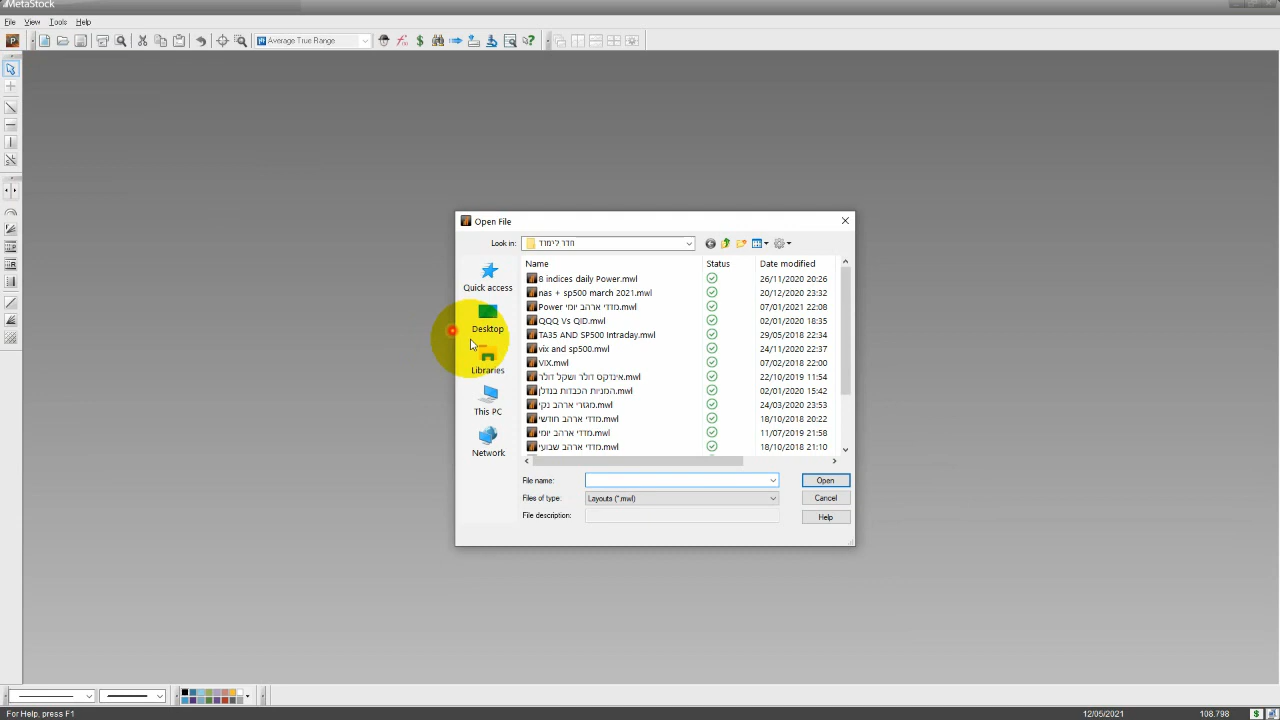 MetaStock
File View Tools Help
Average True Range
Open File
Look in: חדר לימוד
Quick access
Desktop
Libraries
This PC
Network
Name Status Date modified
8 indices daily Power.mwl 26/11/2020 20:26
nas + sp500 march 2021.mwl 20/12/2020 23:32
Power מדדי ארהב יומי.mwl 07/01/2021 22:08
QQQ Vs QID.mwl 02/01/2020 18:35
TA35 AND SP500 Intraday.mwl 29/05/2018 22:34
vix and sp500.mwl 24/11/2020 22:37
VIX.mwl 07/02/2018 22:00
אינדקס דולר ושקל דולר.mwl 22/10/2019 11:54
המניות הכבדות בנדלן.mwl 02/01/2020 15:42
מגזרי ארהב נקי.mwl 24/03/2020 23:53
מדדי ארהב חודשי.mwl 18/10/2018 20:22
מדדי ארהב יומי.mwl 11/07/2019 21:58
מדדי ארהב שבועי.mwl 18/10/2018 21:10
File name: Open
Files of type: Layouts (*.mwl) Cancel
File description: Help
For Help, press F1 12/05/2021 108.798